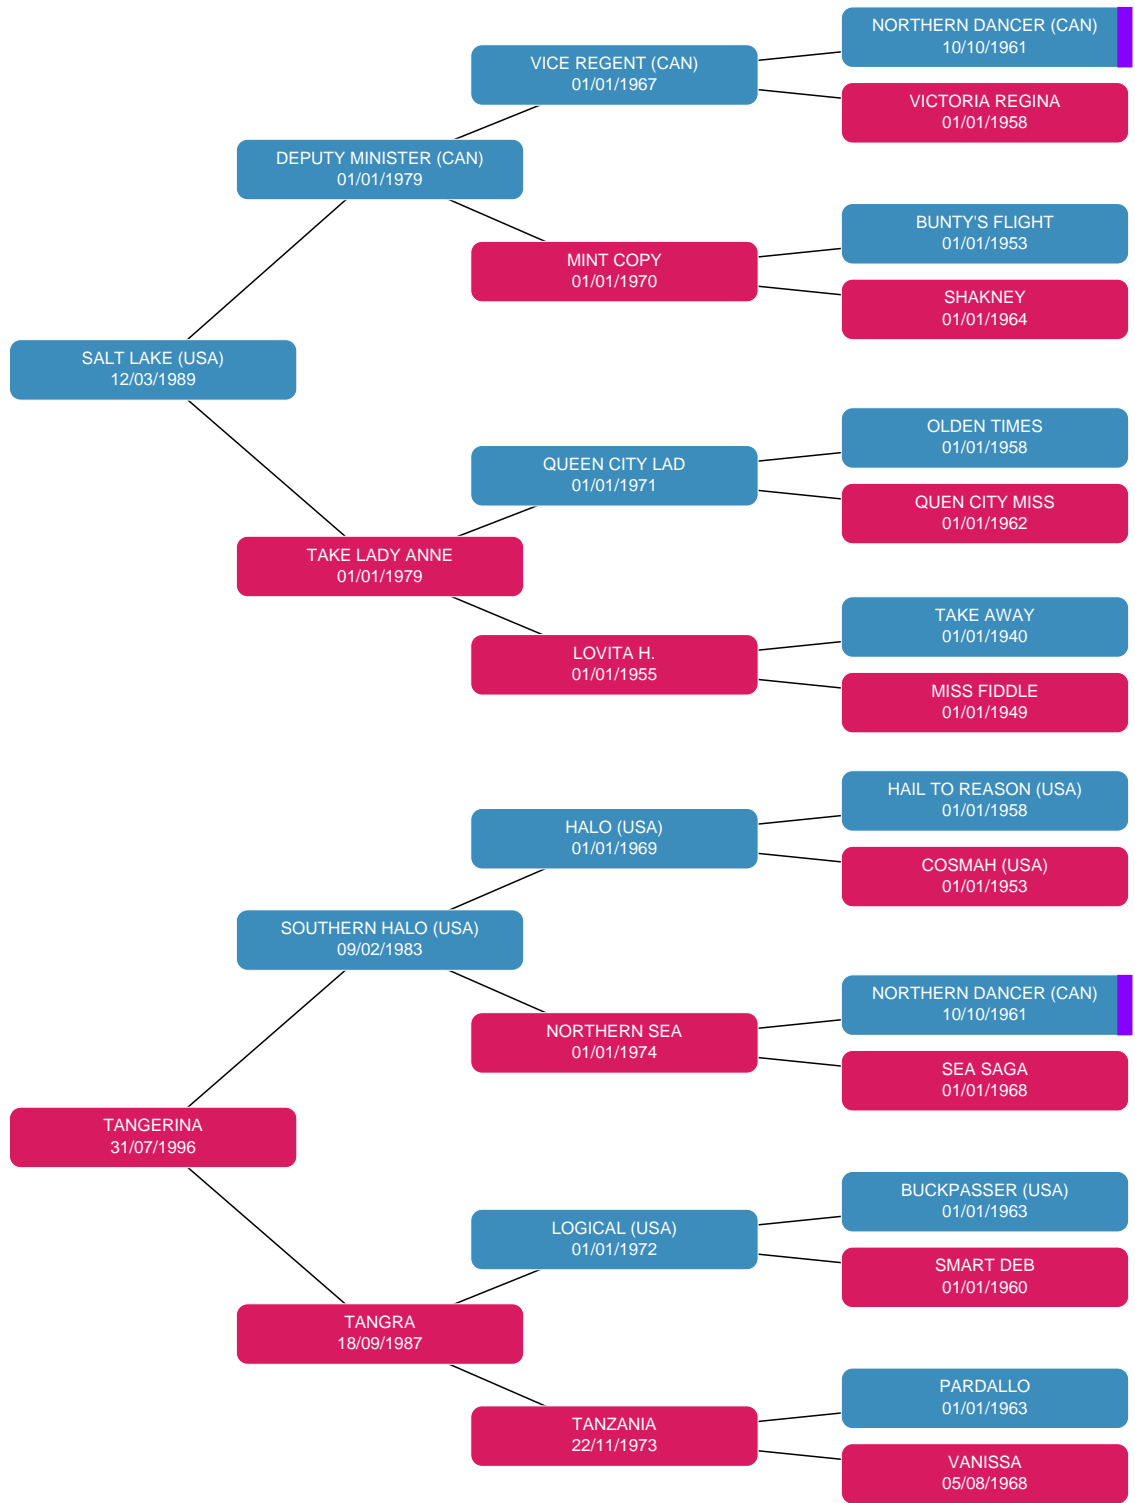 NORTHERN DANCER (CAN)
10/10/1961
VICE REGENT (CAN)
01/01/1967
VICTORIA REGINA
01/01/1958
DEPUTY MINISTER (CAN)
01/01/1979
BUNTY'S FLIGHT
01/01/1953
MINT COPY
01/01/1970
SHAKNEY
01/01/1964
SALT LAKE (USA)
12/03/1989
OLDEN TIMES
01/01/1958
QUEEN CITY LAD
01/01/1971
QUEN CITY MISS
01/01/1962
TAKE LADY ANNE
01/01/1979
TAKE AWAY
01/01/1940
LOVITA H.
01/01/1955
MISS FIDDLE
01/01/1949
HAIL TO REASON (USA)
01/01/1958
HALO (USA)
01/01/1969
COSMAH (USA)
01/01/1953
SOUTHERN HALO (USA)
09/02/1983
NORTHERN DANCER (CAN)
10/10/1961
NORTHERN SEA
01/01/1974
SEA SAGA
01/01/1968
TANGERINA
31/07/1996
BUCKPASSER (USA)
01/01/1963
LOGICAL (USA)
01/01/1972
SMART DEB
01/01/1960
TANGRA
18/09/1987
PARDALLO
01/01/1963
TANZANIA
22/11/1973
VANISSA
05/08/1968